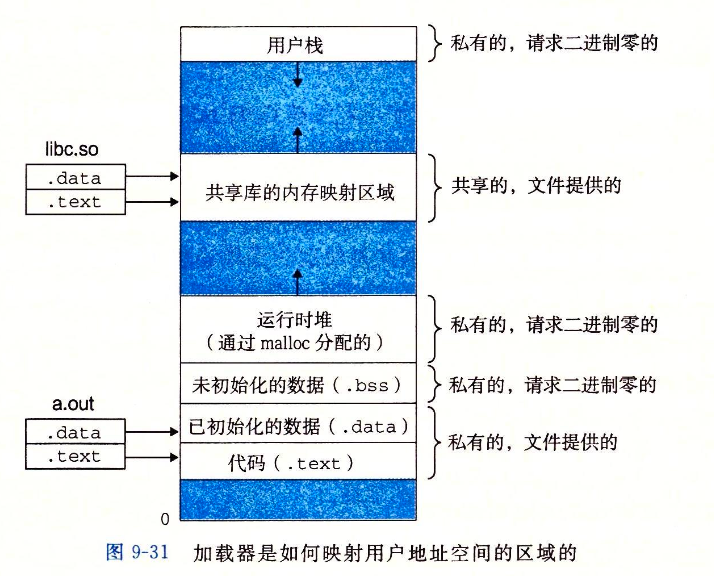 用户栈
私有的，请求二进制零的
libc.so
.data
.text
共享库的内存映射区域
共享的，文件提供的
运行时堆
（通过 malloc 分配的）
私有的，请求二进制零的
未初始化的数据（.bss）
私有的，请求二进制零的
a.out
.data
.text
已初始化的数据（.data）
代码（.text）
私有的，文件提供的
0
图 9-31 加载器是如何映射用户地址空间的区域的